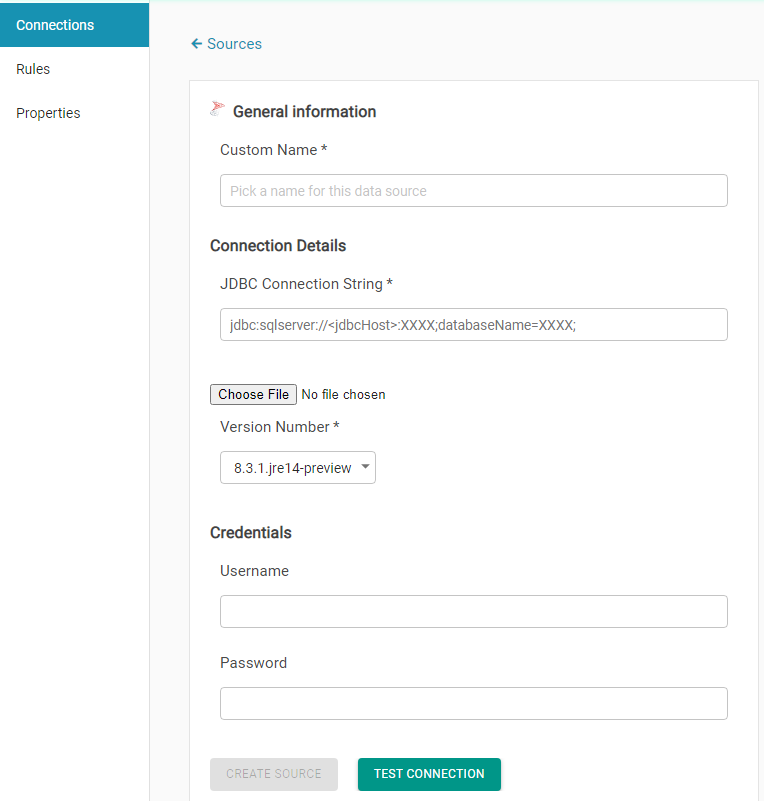 Connections
Rules
Properties
← Sources
General information
Custom Name *
Pick a name for this data source
Connection Details
JDBC Connection String *
jdbc:sqlserver://<jdbcHost>:XXXX;databaseName=XXXX;
Choose File No file chosen
Version Number *
8.3.1.jre14-preview
Credentials
Username
Password
CREATE SOURCE TEST CONNECTION